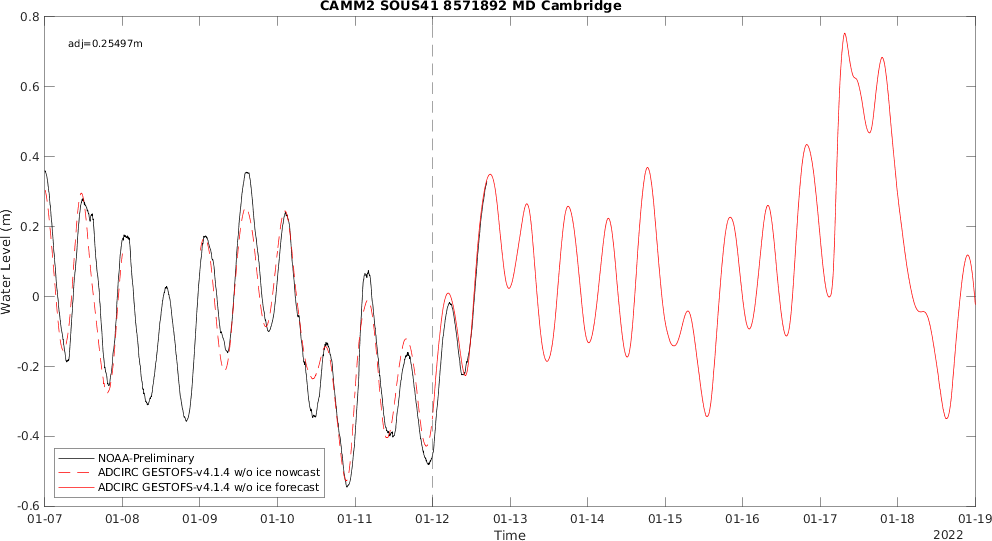 CAMM2 SOUS41 8571892 MD Cambridge
adj=0.25497m
Water Level (m)
0.8
0.6
0.4
0.2
0
-0.2
-0.4
-0.6
NOAA-Preliminary
ADCIRC GESTOFS-v4.1.4 w/o ice nowcast
ADCIRC GESTOFS-v4.1.4 w/o ice forecast
01-07 01-08 01-09 01-10 01-11 01-12 01-13 01-14 01-15 01-16 01-17 01-18 01-19
Time
2022